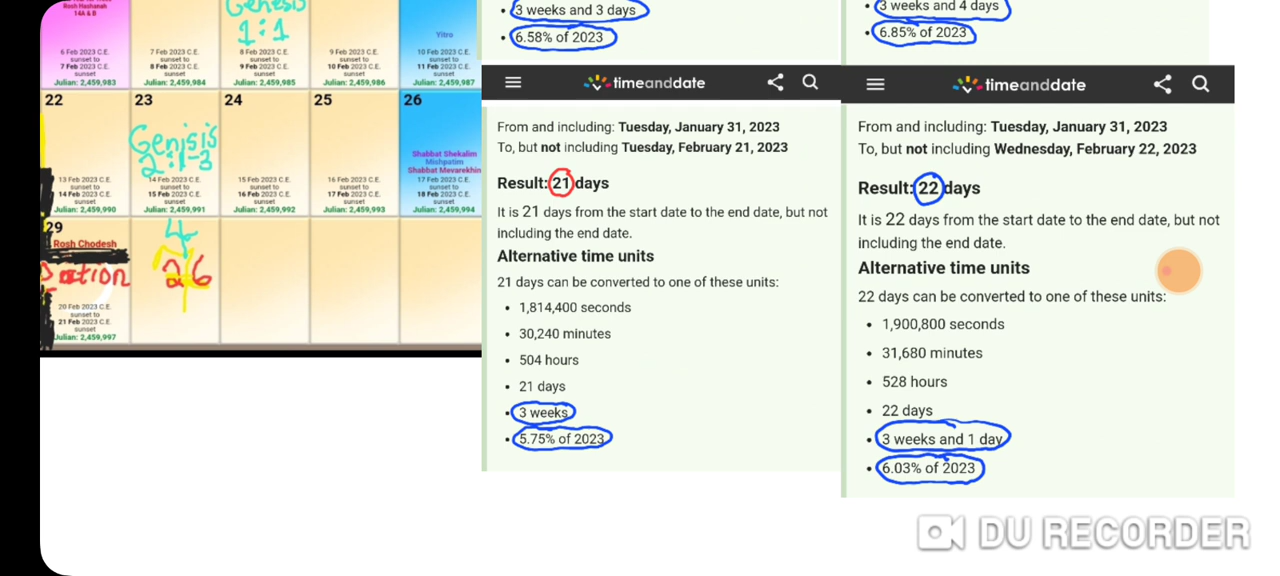 Rosh Hashanah
14A & B
6 Feb 2023 C.E.
sunset to
7 Feb 2023 C.E.
sunset
Julian: 2,459,983
7 Feb 2023 C.E.
sunset to
8 Feb 2023 C.E.
sunset
Julian: 2,459,984
Genesis
1:1
8 Feb 2023 C.E.
sunset to
9 Feb 2023 C.E.
sunset
Julian: 2,459,985
9 Feb 2023 C.E.
sunset to
10 Feb 2023 C.E.
sunset
Julian: 2,459,986
Yitro
10 Feb 2023 C.E.
sunset to
11 Feb 2023 C.E.
sunset
Julian: 2,459,987
22
13 Feb 2023 C.E.
sunset to
14 Feb 2023 C.E.
sunset
Julian: 2,459,990
23
Genisis
2:1-3
14 Feb 2023 C.E.
sunset to
15 Feb 2023 C.E.
sunset
Julian: 2,459,991
24
15 Feb 2023 C.E.
sunset to
16 Feb 2023 C.E.
sunset
Julian: 2,459,992
25
16 Feb 2023 C.E.
sunset to
17 Feb 2023 C.E.
sunset
Julian: 2,459,993
26
Shabbat Shekalim
Mishpatim
Shabbat Mevarekhin
17 Feb 2023 C.E.
sunset to
18 Feb 2023 C.E.
sunset
Julian: 2,459,994
29
Rosh Chodesh
20 Feb 2023 C.E.
sunset to
21 Feb 2023 C.E.
sunset
Julian: 2,459,997
4
26
• 3 weeks and 3 days
• 6.58% of 2023
• 3 weeks and 4 days
• 6.85% of 2023
timeanddate
From and including: Tuesday, January 31, 2023
To, but not including Tuesday, February 21, 2023
Result: 21 days
It is 21 days from the start date to the end date, but not
including the end date.
Alternative time units
21 days can be converted to one of these units:
• 1,814,400 seconds
• 30,240 minutes
• 504 hours
• 21 days
• 3 weeks
• 5.75% of 2023
timeanddate
From and including: Tuesday, January 31, 2023
To, but not including Wednesday, February 22, 2023
Result: 22 days
It is 22 days from the start date to the end date, but not
including the end date.
Alternative time units
22 days can be converted to one of these units:
• 1,900,800 seconds
• 31,680 minutes
• 528 hours
• 22 days
• 3 weeks and 1 day
• 6.03% of 2023
DU RECORDER